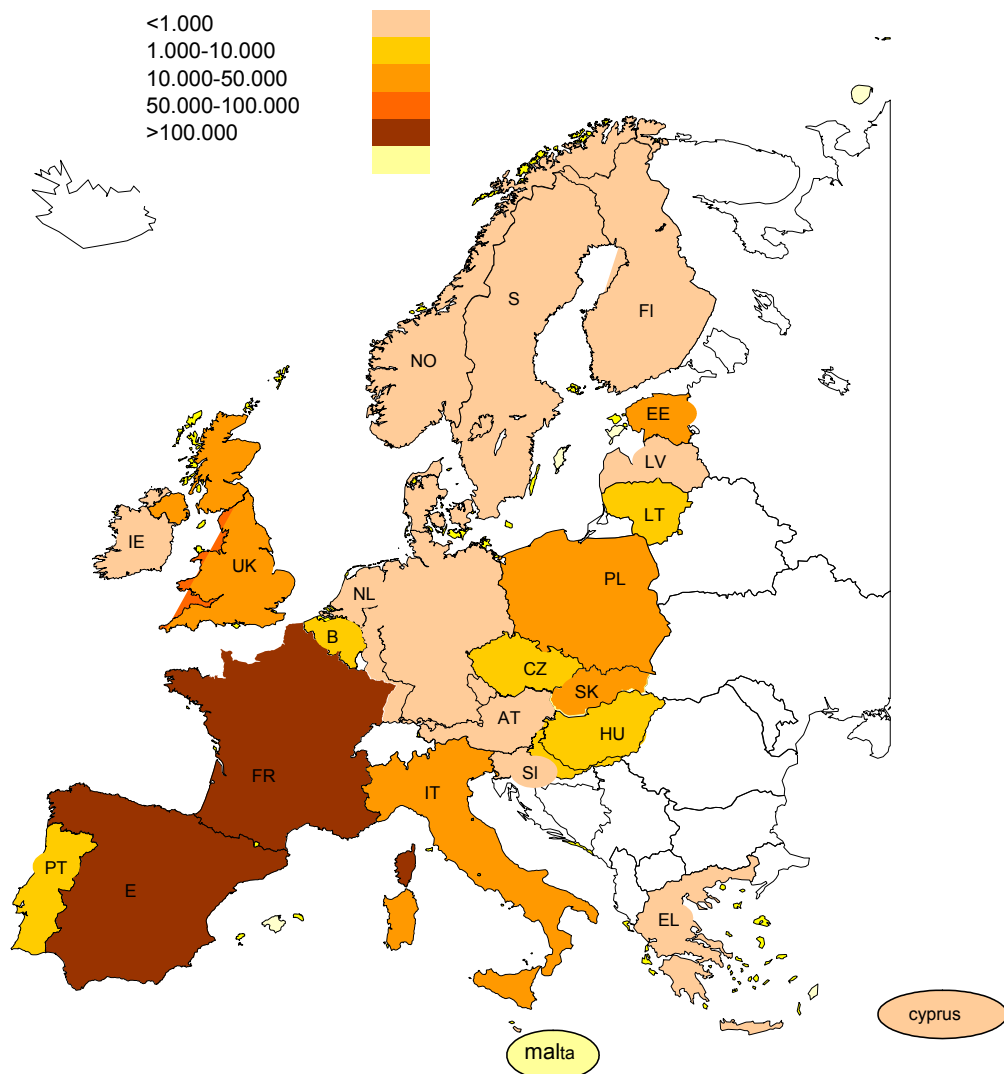 <1.000
1.000-10.000
10.000-50.000
50.000-100.000
>100.000
S
FI
NO
EE
LV
LT
IE
UK
PL
NL
B
CZ
SK
AT
HU
SI
FR
IT
PT
E
EL
cyprus
malta